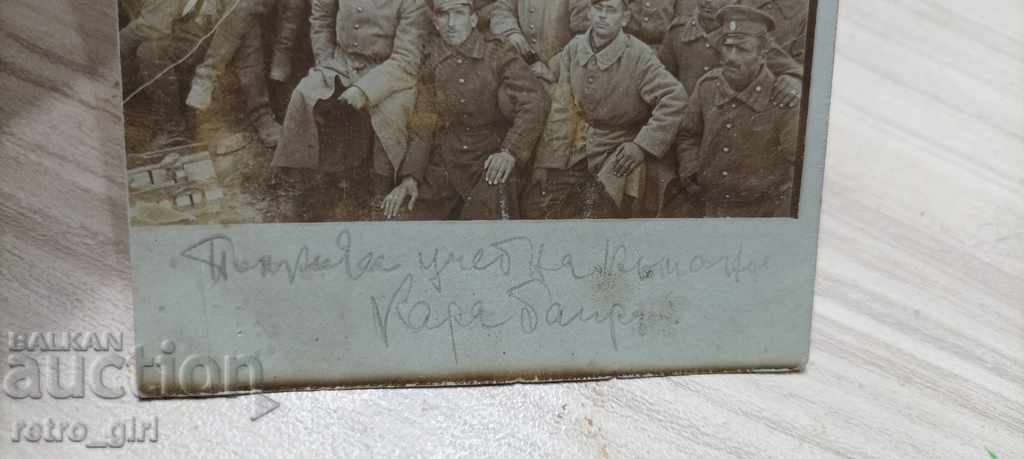 учебна команда
Кара Баир
BALKAN
auction
retro_girl